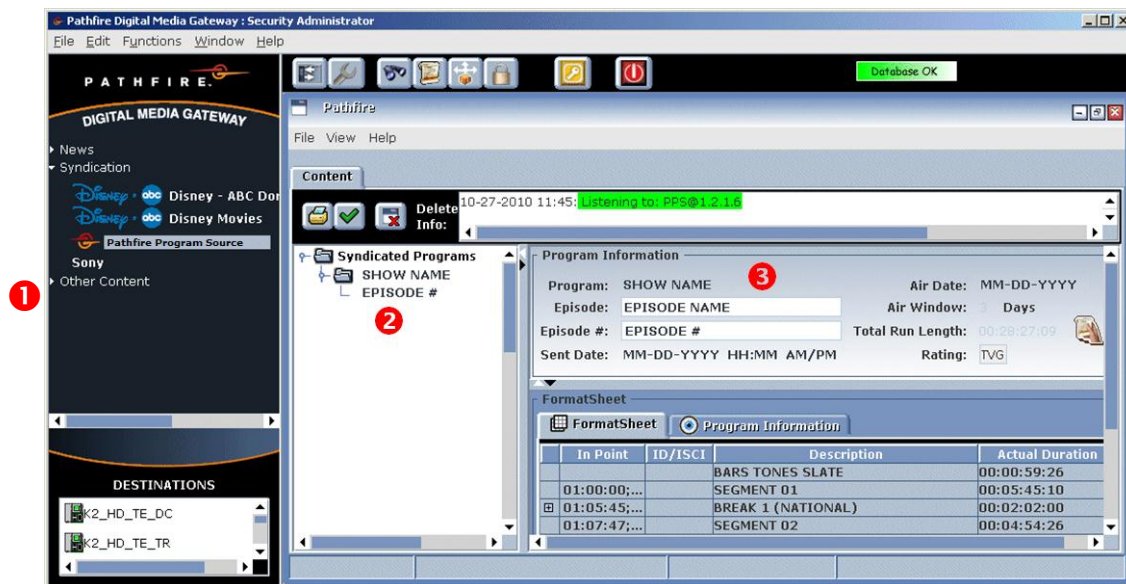 Pathfire Digital Media Gateway : Security Administrator
File Edit Functions Window Help
PATHFIRE.
DIGITAL MEDIA GATEWAY
News
Syndication
Disney · abc Disney - ABC Dor
Disney · abc Disney Movies
Pathfire Program Source
Sony
1
Other Content
DESTINATIONS
K2_HD_TE_DC
K2_HD_TE_TR
Database OK
Pathfire
File View Help
Content
Delete Info:
10-27-2010 11:45: Listening to: PPS@1.2.1.6
Syndicated Programs
SHOW NAME
EPISODE #
2
Program Information
3
Program: SHOW NAME Air Date: MM-DD-YYYY
Episode: EPISODE NAME Air Window: 3 Days
Episode #: EPISODE # Total Run Length: 00:28:27:09
Sent Date: MM-DD-YYYY HH:MM AM/PM Rating: TVG
FormatSheet
FormatSheet Program Information
In Point ID/ISCI Description Actual Duration
BARS TONES SLATE 00:00:59:26
01:00:00;... SEGMENT 01 00:05:45:10
01:05:45;... BREAK 1 (NATIONAL) 00:02:02:00
01:07:47;... SEGMENT 02 00:04:54:26